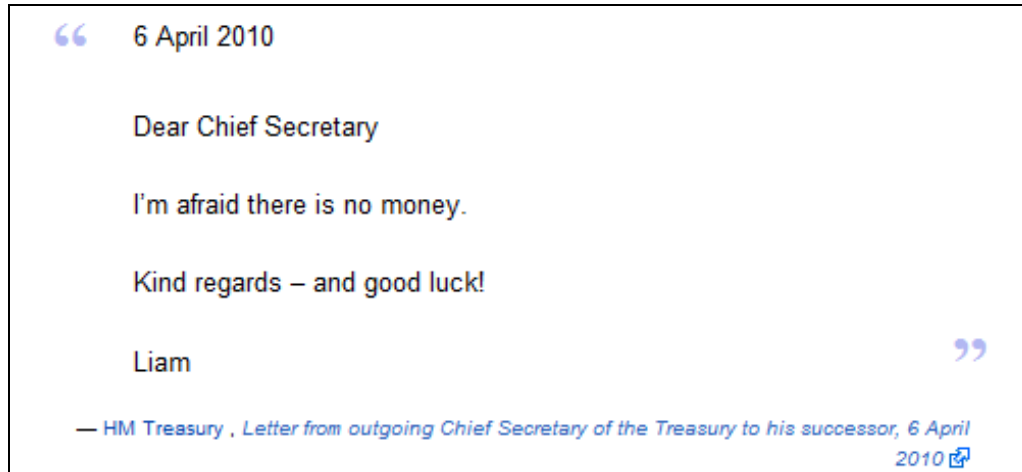 “ 6 April 2010
Dear Chief Secretary
I'm afraid there is no money.
Kind regards – and good luck!
Liam ”
— HM Treasury , Letter from outgoing Chief Secretary of the Treasury to his successor, 6 April
2010